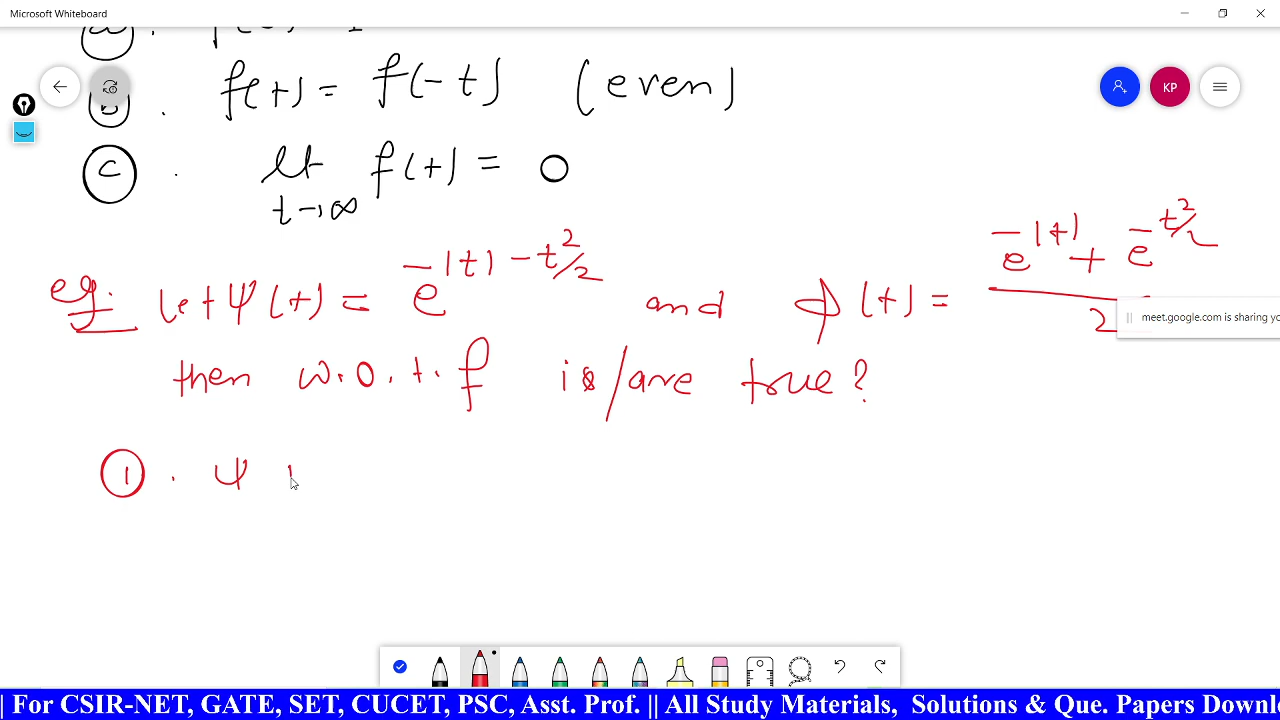 Microsoft Whiteboard
B. f(t) = f(-t) (even)
KP
C. lt f(t) = 0
t→∞
eg. let ψ(t) = e^{-|t|-t²/2} and φ(t) = (e^{-|t|} + e^{-t²/2})/2
meet.google.com is sharing yo
then w.o.t.f is/are true?
1. ψ
|| For CSIR-NET, GATE, SET, CUCET, PSC, Asst. Prof. || All Study Materials, Solutions & Que. Papers Downl